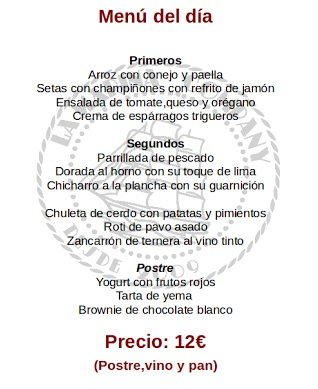 Menú del día
Primeros
Arroz con conejo y paella
Setas con champiñones con refrito de jamón
Ensalada de tomate,queso y orégano
Crema de espárragos trigueros
Segundos
Parrillada de pescado
Dorada al horno con su toque de lima
Chicharro a la plancha con su guarnición
Chuleta de cerdo con patatas y pimientos
Roti de pavo asado
Zancarrón de ternera al vino tinto
Postre
Yogurt con frutos rojos
Tarta de yema
Brownie de chocolate blanco
Precio: 12€
(Postre,vino y pan)